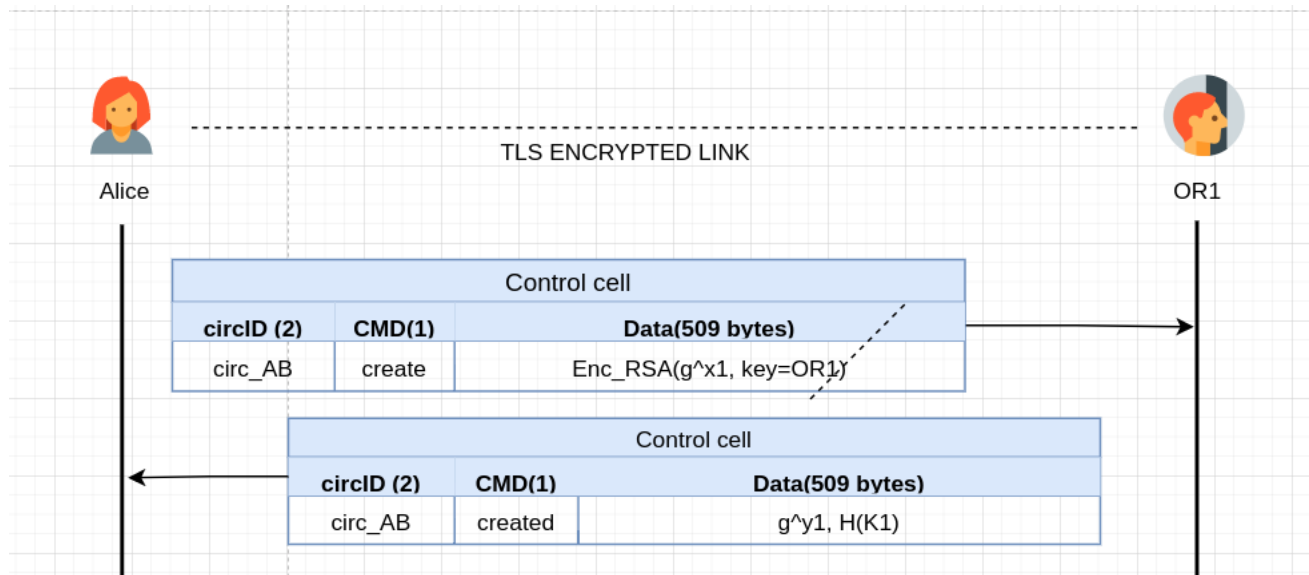 TLS ENCRYPTED LINK
Alice
OR1
Control cell
circID (2) CMD(1) Data(509 bytes)
circ_AB create Enc_RSA(g^x1, key=OR1)
Control cell
circID (2) CMD(1) Data(509 bytes)
circ_AB created g^y1, H(K1)